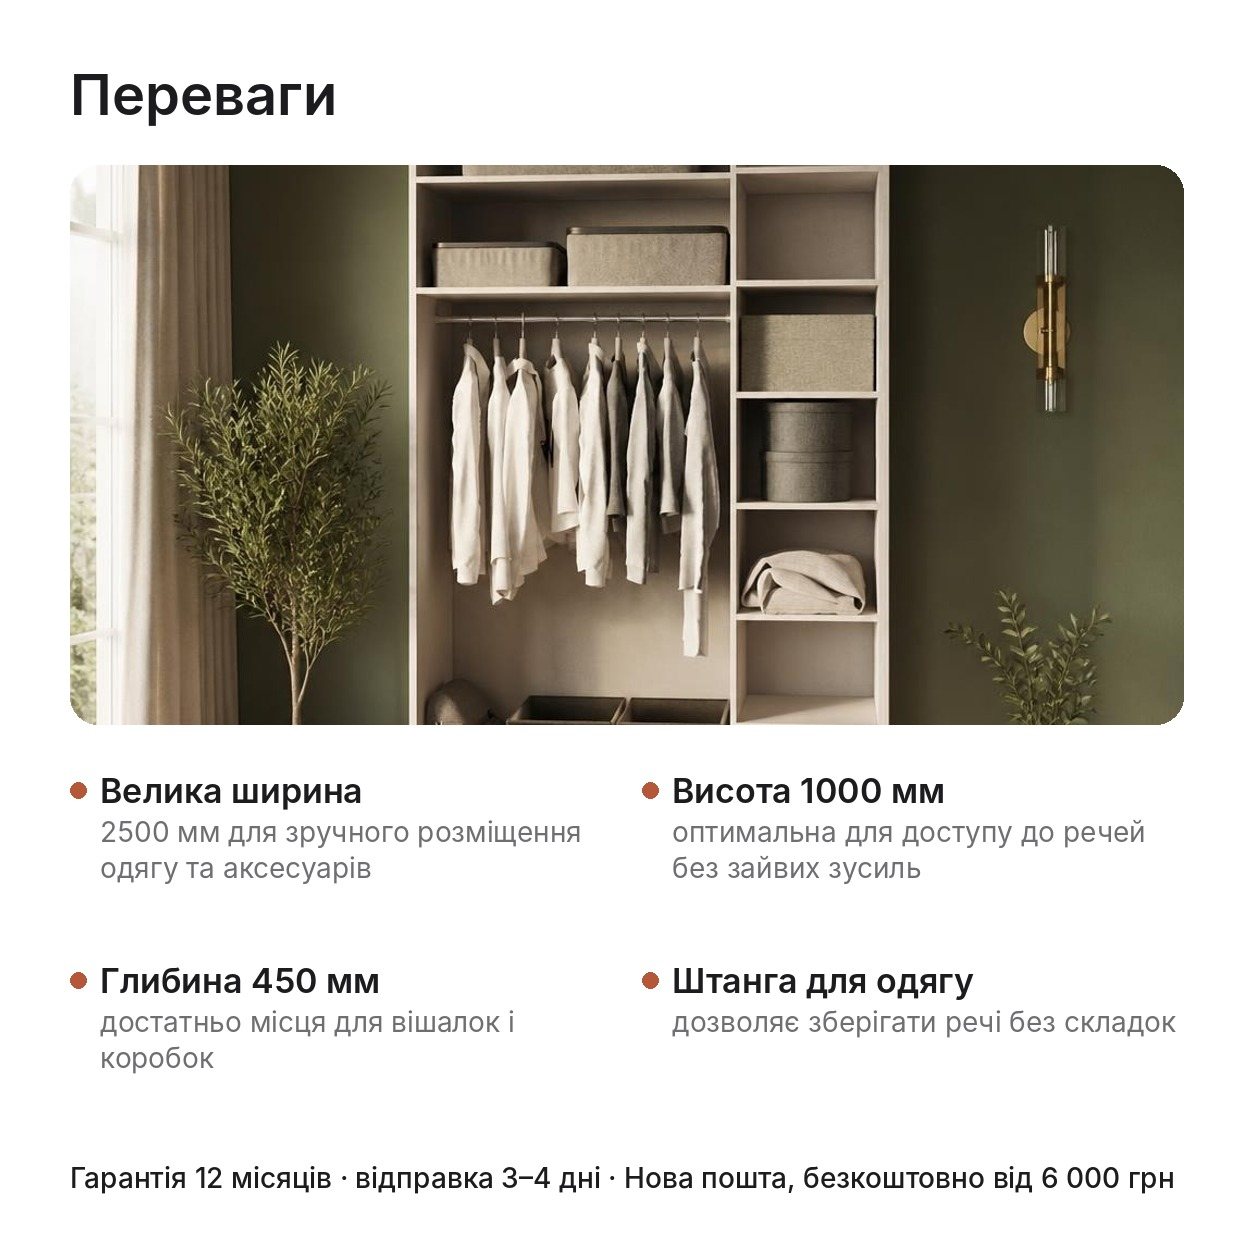 Переваги
Велика ширина
2500 мм для зручного розміщення
одягу та аксесуарів
Висота 1000 мм
оптимальна для доступу до речей
без зайвих зусиль
Глибина 450 мм
достатньо місця для вішалок і
коробок
Штанга для одягу
дозволяє зберігати речі без складок
Гарантія 12 місяців · відправка 3–4 дні · Нова пошта, безкоштовно від 6 000 грн